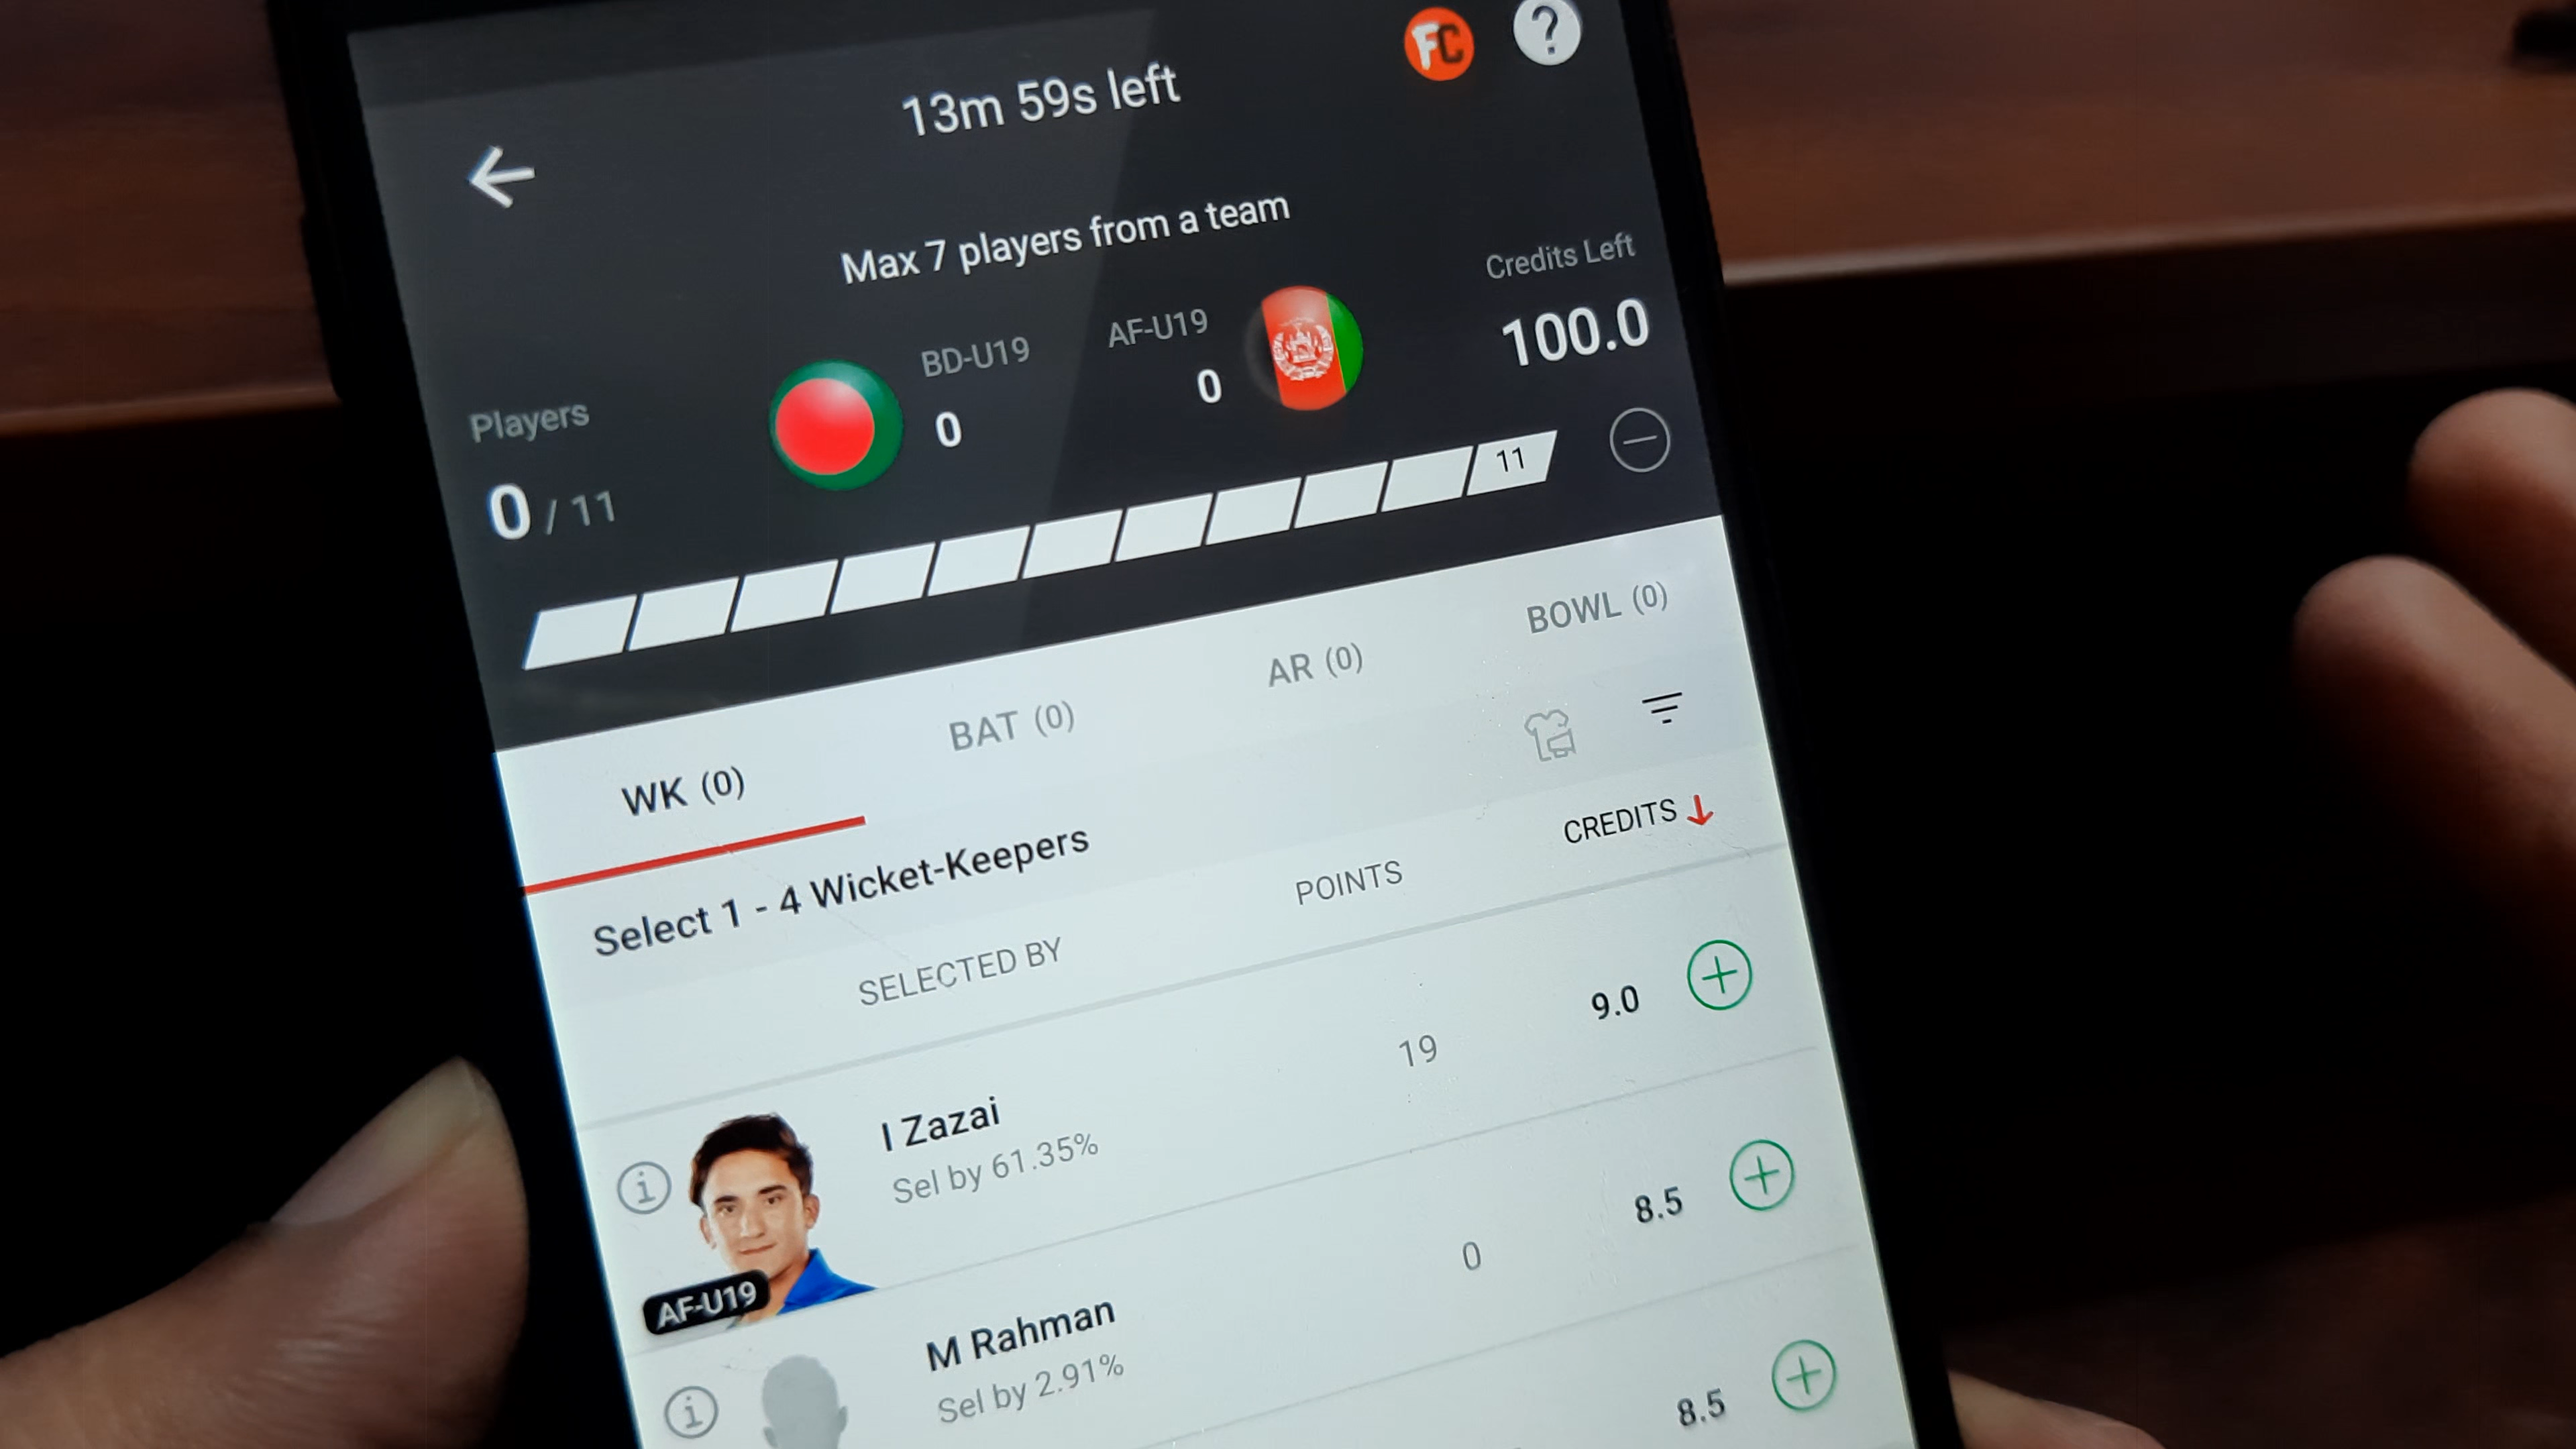 FC ?
13m 59s left
Max 7 players from a team
Credits Left
100.0
Players
0 / 11
BD-U19
0
AF-U19
0
11
WK (0)
BAT (0)
AR (0)
BOWL (0)
Select 1 - 4 Wicket-Keepers
SELECTED BY
POINTS
CREDITS ↓
i
I Zazai
Sel by 61.35%
19
9.0
AF-U19
i
M Rahman
Sel by 2.91%
0
8.5
8.5